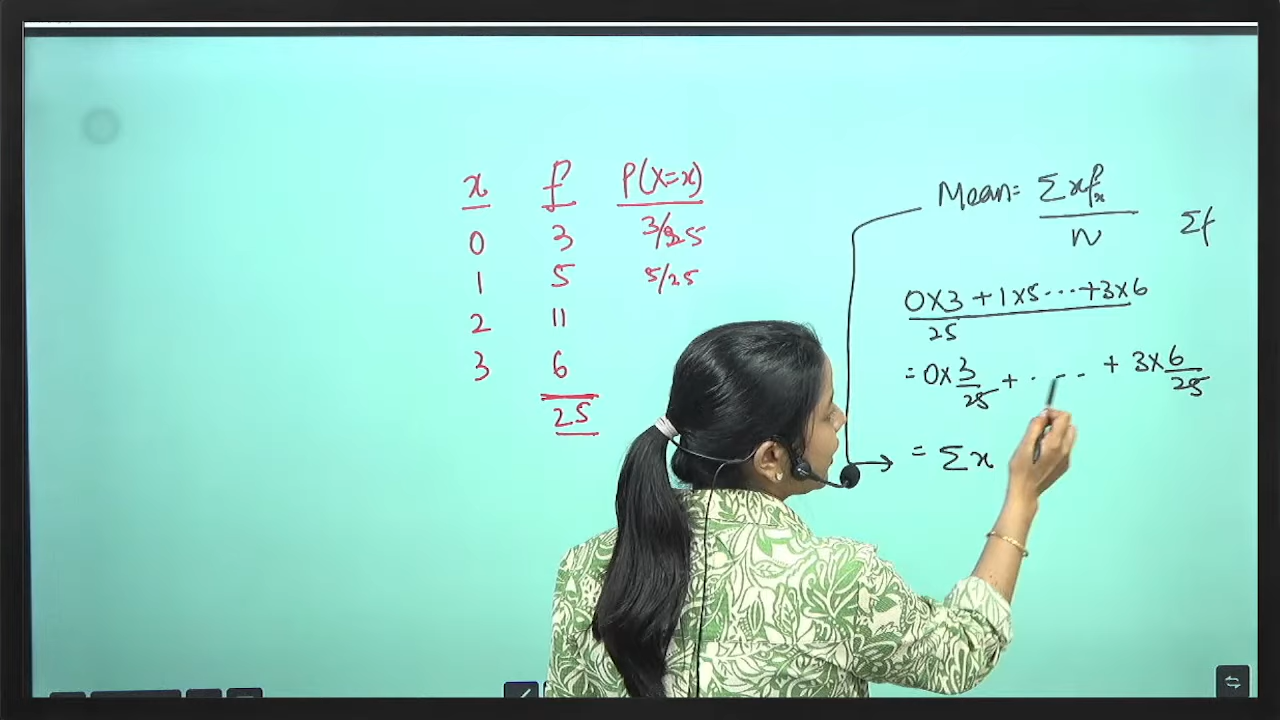 x f P(X=x)
0 3 3/25
1 5 5/25
2 11
3 6
25
Mean = Σxfx
N
Σf
0×3 + 1×5 ... + 3×6
25
= 0×3/25 + .... + 3×6/25
= Σx